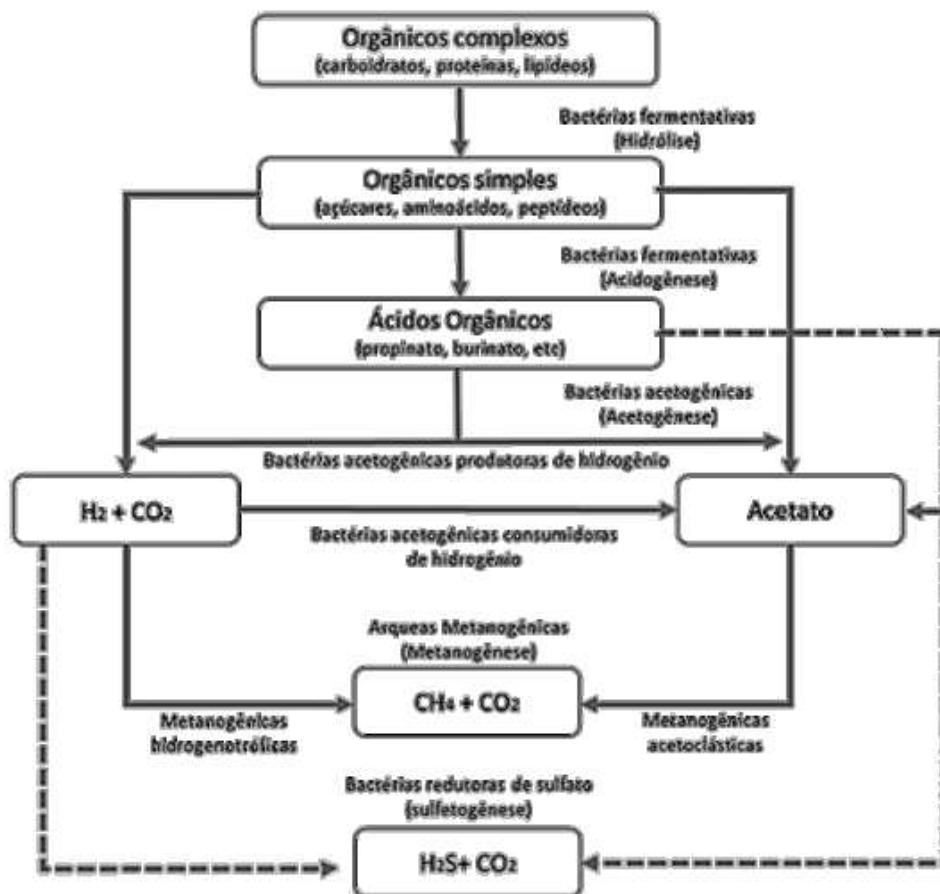 Orgânicos complexos
(carboidratos, proteínas, lipídeos)
Bactérias fermentativas
(Hidrólise)
Orgânicos simples
(açúcares, aminoácidos, peptídeos)
Bactérias fermentativas
(Acidogênese)
Ácidos Orgânicos
(propinato, burinato, etc)
Bactérias acetogênicas
(Acetogênese)
Bactérias acetogênicas produtoras de hidrogênio
H₂ + CO₂
Acetato
Bactérias acetogênicas consumidoras
de hidrogênio
Arqueas Metanogênicas
(Metanogênese)
CH₄ + CO₂
Metanogênicas
hidrogenotróficas
Metanogênicas
acetoclásticas
Bactérias redutoras de sulfato
(sulfetogênese)
H₂S+ CO₂